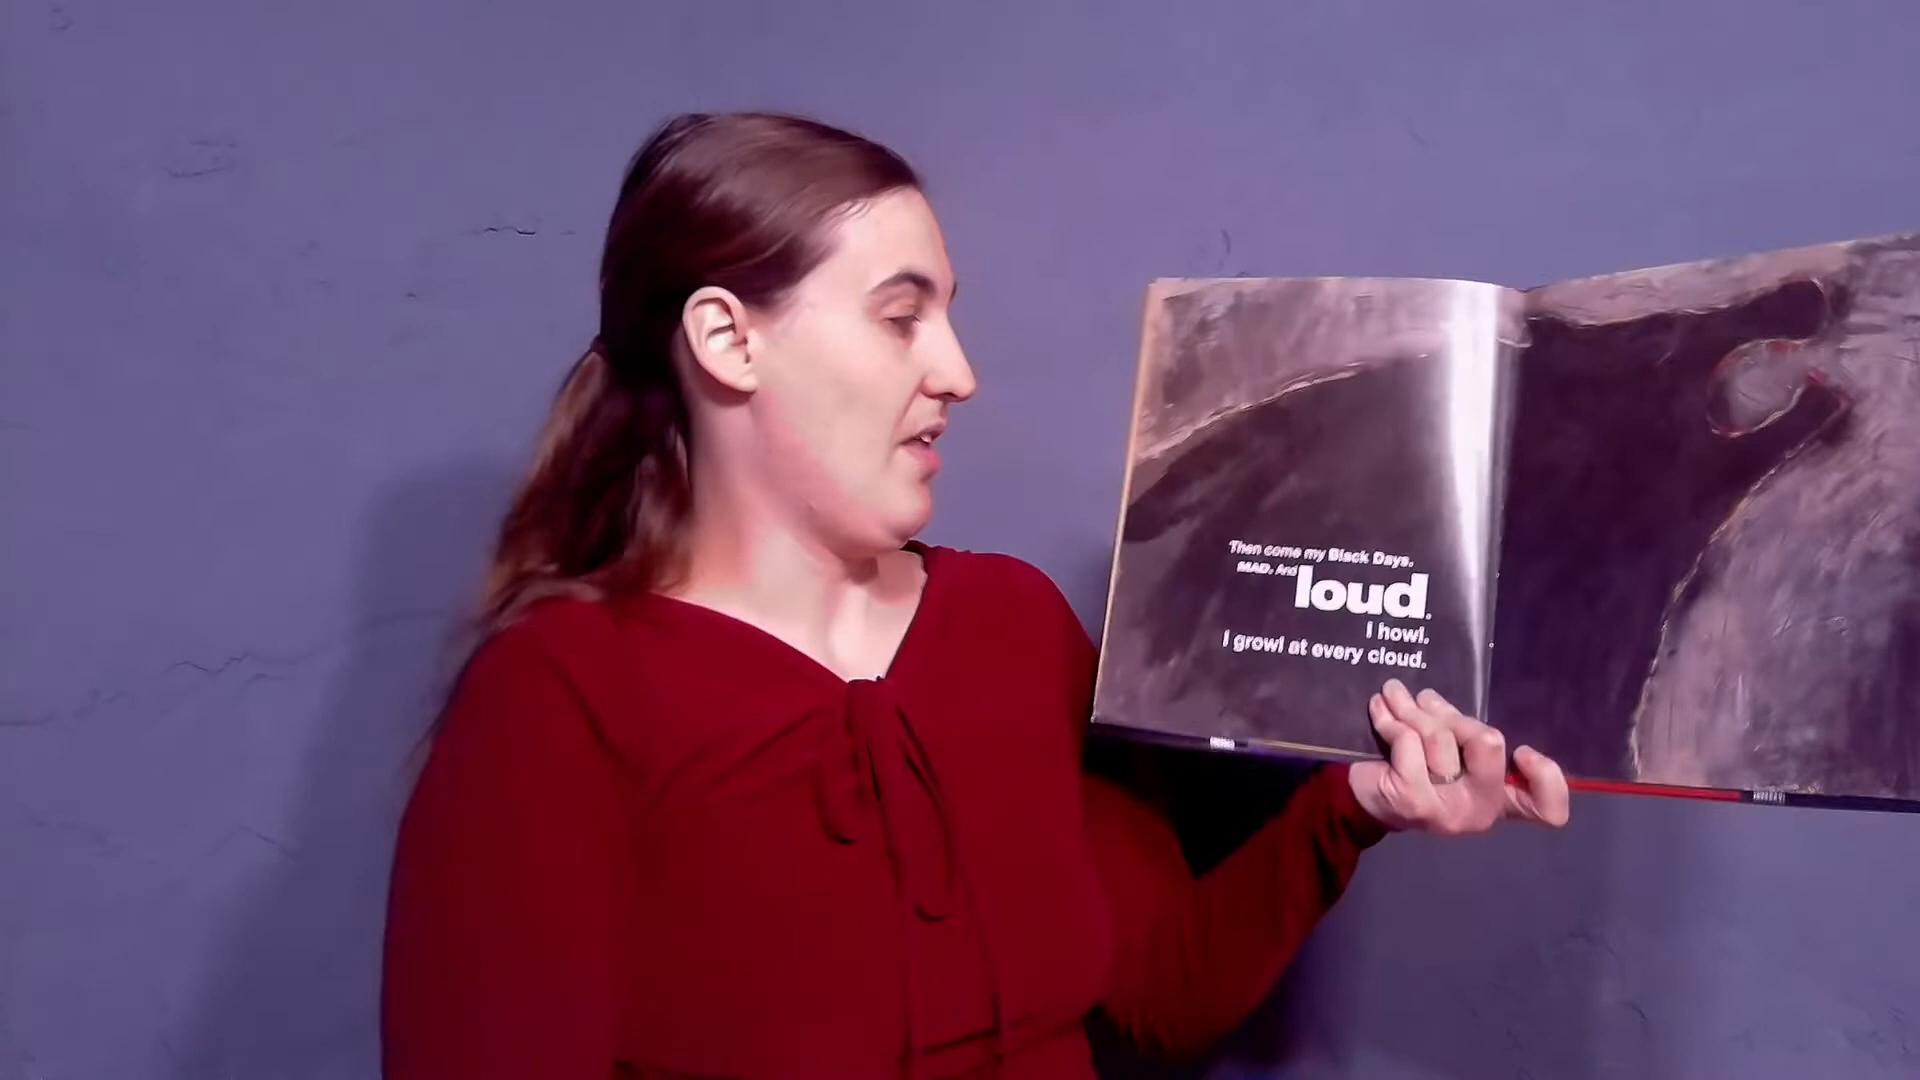 Then come my Black Days.
MAD. And loud.
I howl.
I growl at every cloud.